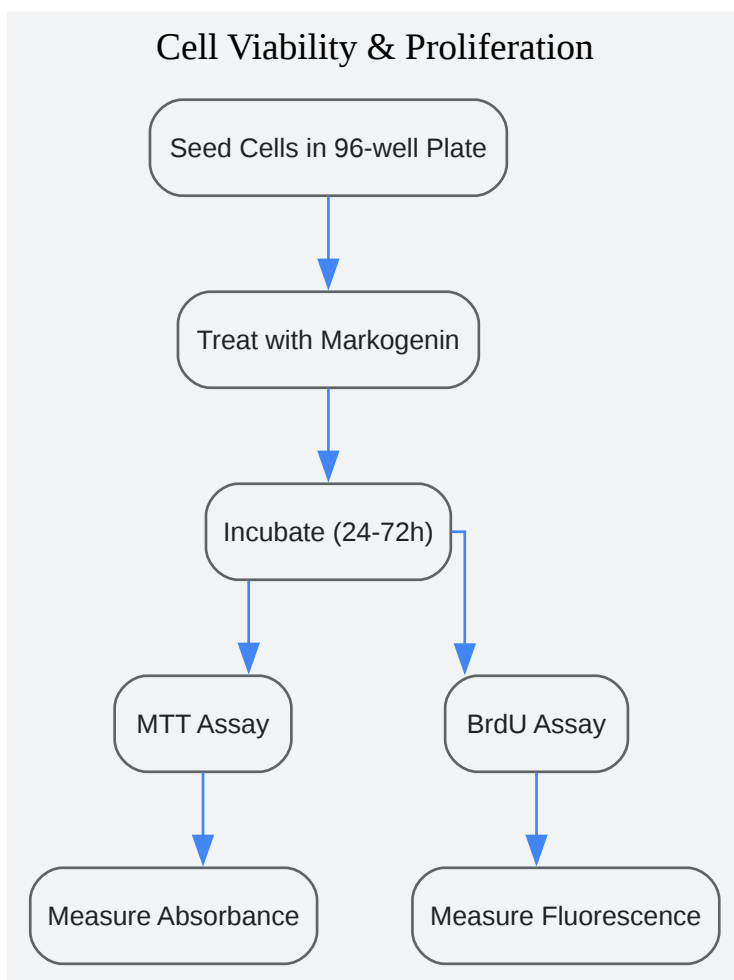 Cell Viability & Proliferation
Seed Cells in 96-well Plate
Treat with Markogenin
Incubate (24-72h)
MTT Assay
BrdU Assay
Measure Absorbance
Measure Fluorescence